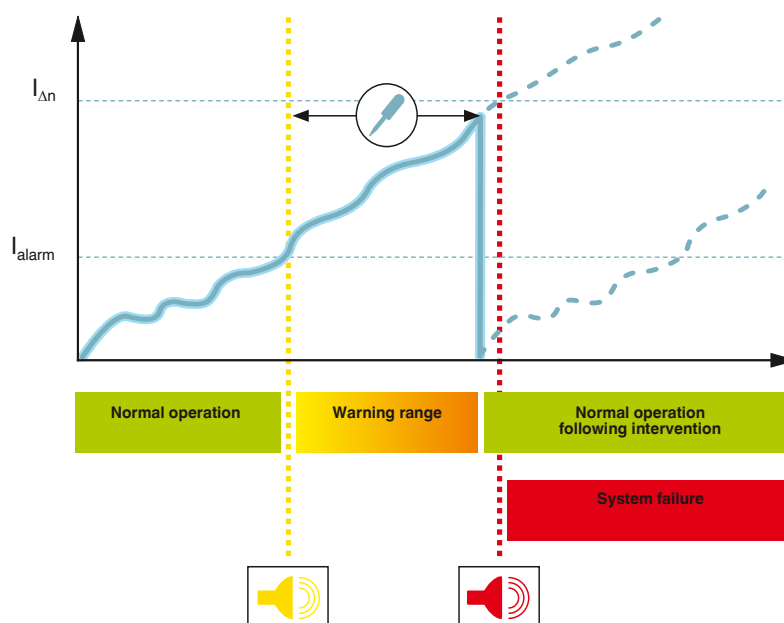 IΔn
Ialarm
Normal operation
Warning range
Normal operation
following intervention
System failure